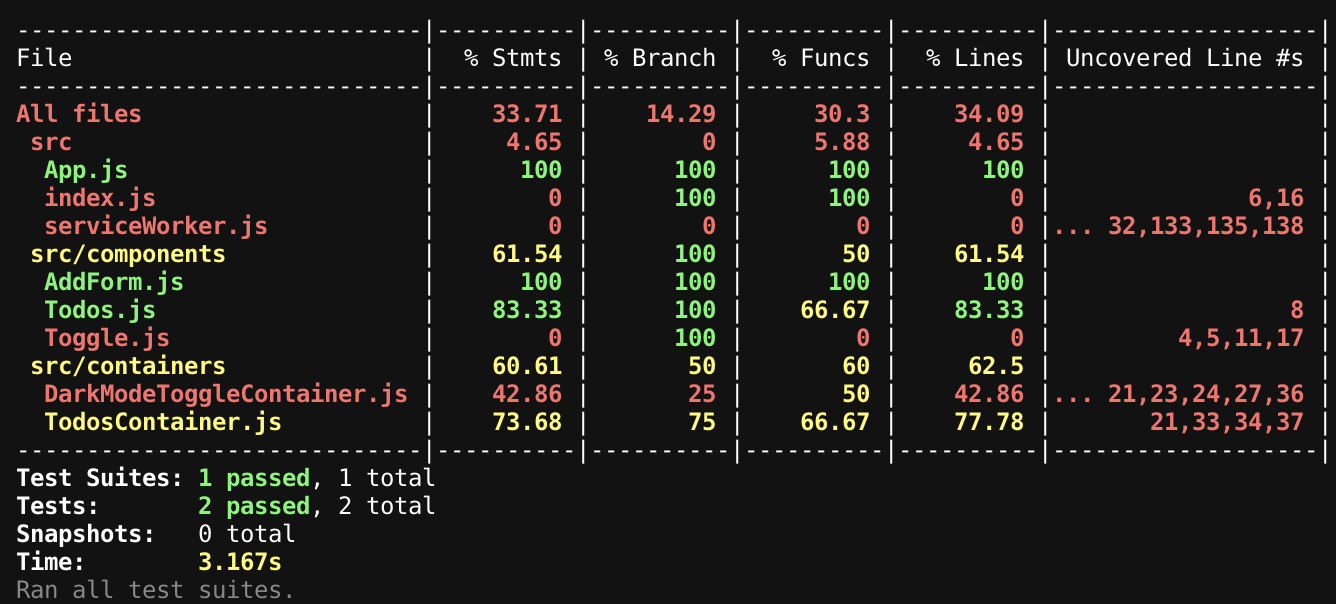 ----------------------------|----------|----------|----------|----------|-------------------|
File                        |  % Stmts | % Branch |  % Funcs |  % Lines | Uncovered Line #s |
----------------------------|----------|----------|----------|----------|-------------------|
All files                   |    33.71 |    14.29 |     30.3 |    34.09 |                   |
 src                        |     4.65 |        0 |     5.88 |     4.65 |                   |
  App.js                    |      100 |      100 |      100 |      100 |                   |
  index.js                  |        0 |      100 |      100 |        0 |              6,16 |
  serviceWorker.js          |        0 |        0 |        0 |        0 |... 32,133,135,138 |
 src/components             |    61.54 |      100 |       50 |    61.54 |                   |
  AddForm.js                |      100 |      100 |      100 |      100 |                   |
  Todos.js                  |    83.33 |      100 |    66.67 |    83.33 |                 8 |
  Toggle.js                 |        0 |      100 |        0 |        0 |         4,5,11,17 |
 src/containers             |    60.61 |       50 |       60 |     62.5 |                   |
  DarkModeToggleContainer.js |    42.86 |       25 |       50 |    42.86 |... 21,23,24,27,36 |
  TodosContainer.js         |    73.68 |       75 |    66.67 |    77.78 |       21,33,34,37 |
----------------------------|----------|----------|----------|----------|-------------------|
Test Suites: 1 passed, 1 total
Tests:       2 passed, 2 total
Snapshots:   0 total
Time:        3.167s
Ran all test suites.